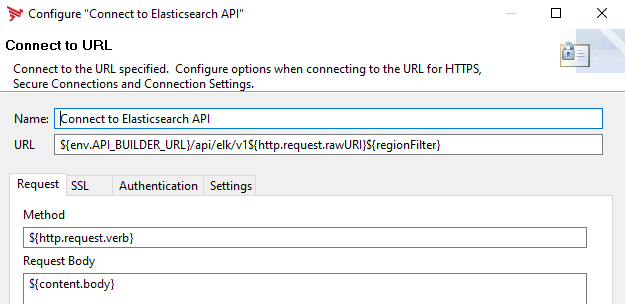 Configure "Connect to Elasticsearch API"
Connect to URL
Connect to the URL specified.  Configure options when connecting to the URL for HTTPS,
Secure Connections and Connection Settings.
Name: Connect to Elasticsearch API
URL ${env.API_BUILDER_URL}/api/elk/v1${http.request.rawURI}${regionFilter}
Request SSL Authentication Settings
Method
${http.request.verb}
Request Body
${content.body}